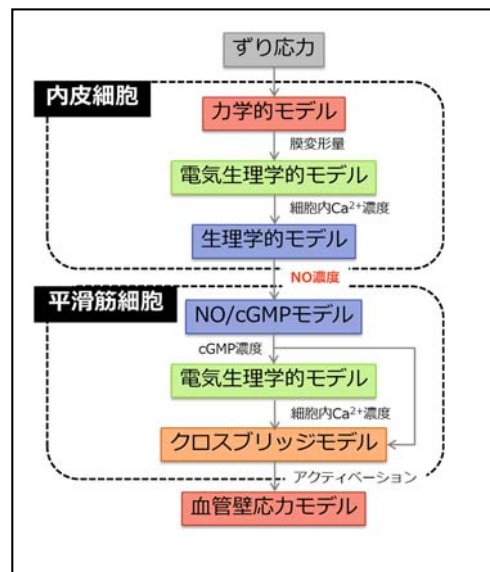 ずり応力
内皮細胞
力学的モデル
膜変形量
電気生理学的モデル
細胞内Ca²⁺濃度
生理学的モデル
NO濃度
平滑筋細胞
NO/cGMPモデル
cGMP濃度
電気生理学的モデル
細胞内Ca²⁺濃度
クロスブリッジモデル
アクティベーション
血管壁応力モデル